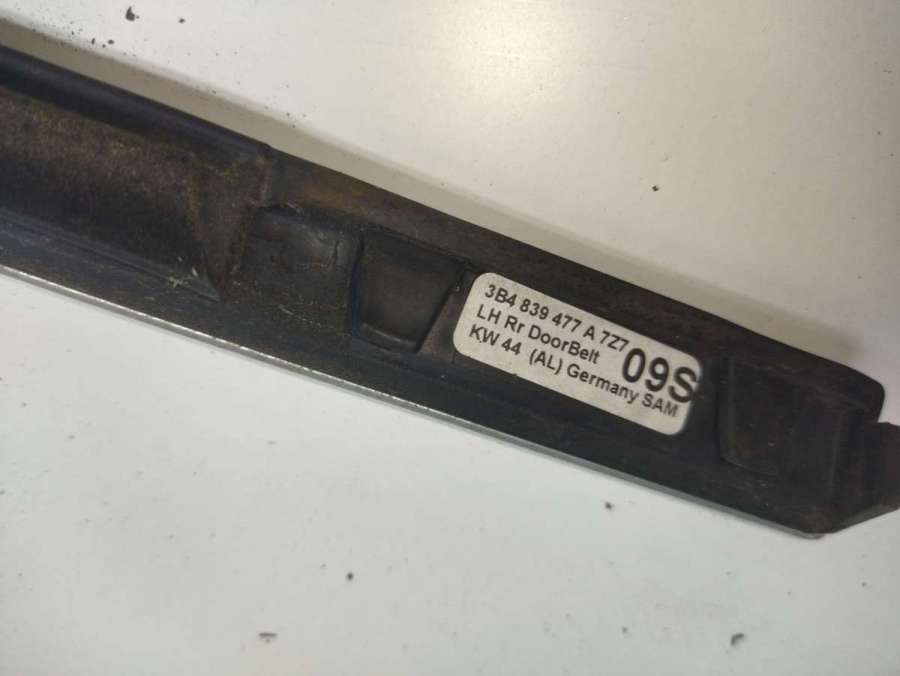 3B4 839 477 A 7Z7
LH Rr DoorBelt 09S
KW 44 (AL) Germany SAM